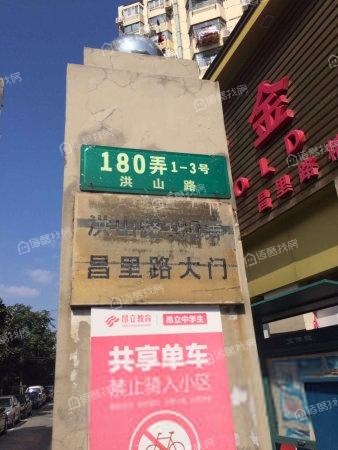 金
OLD
昌里路
180弄 1-3号
洪山路
昌里路大门
昂立教育 昂立中学生
共享单车
禁止骑入小区